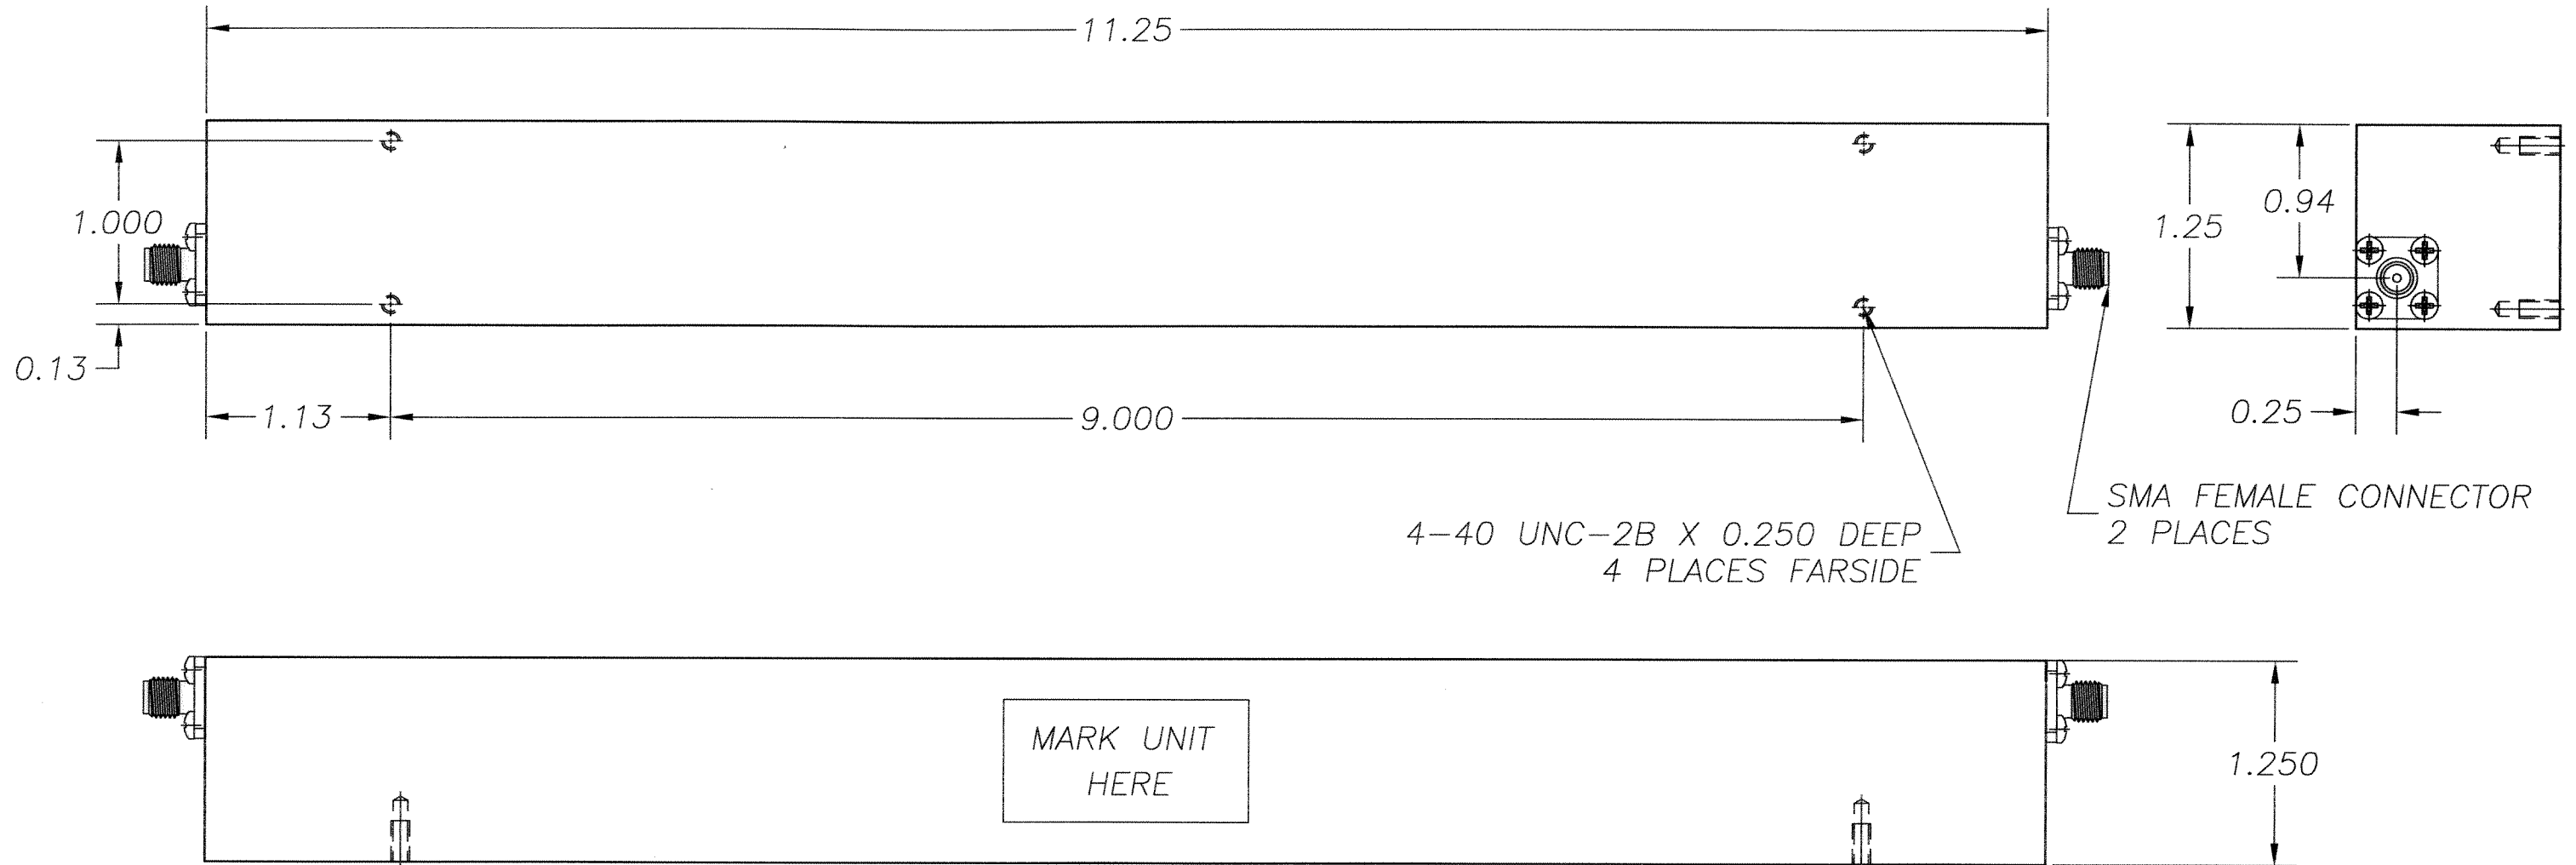 11.25
1.000
0.13
1.13
9.000
1.25
0.94
0.25
4-40 UNC-2B X 0.250 DEEP
4 PLACES FARSIDE
SMA FEMALE CONNECTOR
2 PLACES
MARK UNIT
HERE
1.250